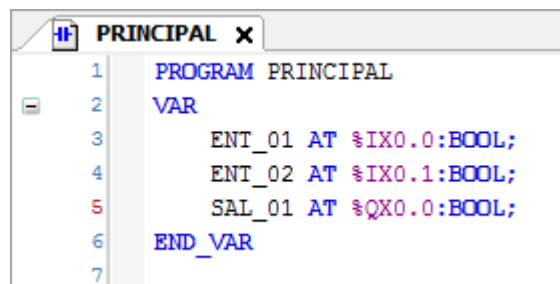 PRINCIPAL X
1 PROGRAM PRINCIPAL
2 VAR
3 ENT_01 AT %IX0.0:BOOL;
4 ENT_02 AT %IX0.1:BOOL;
5 SAL_01 AT %QX0.0:BOOL;
6 END_VAR
7